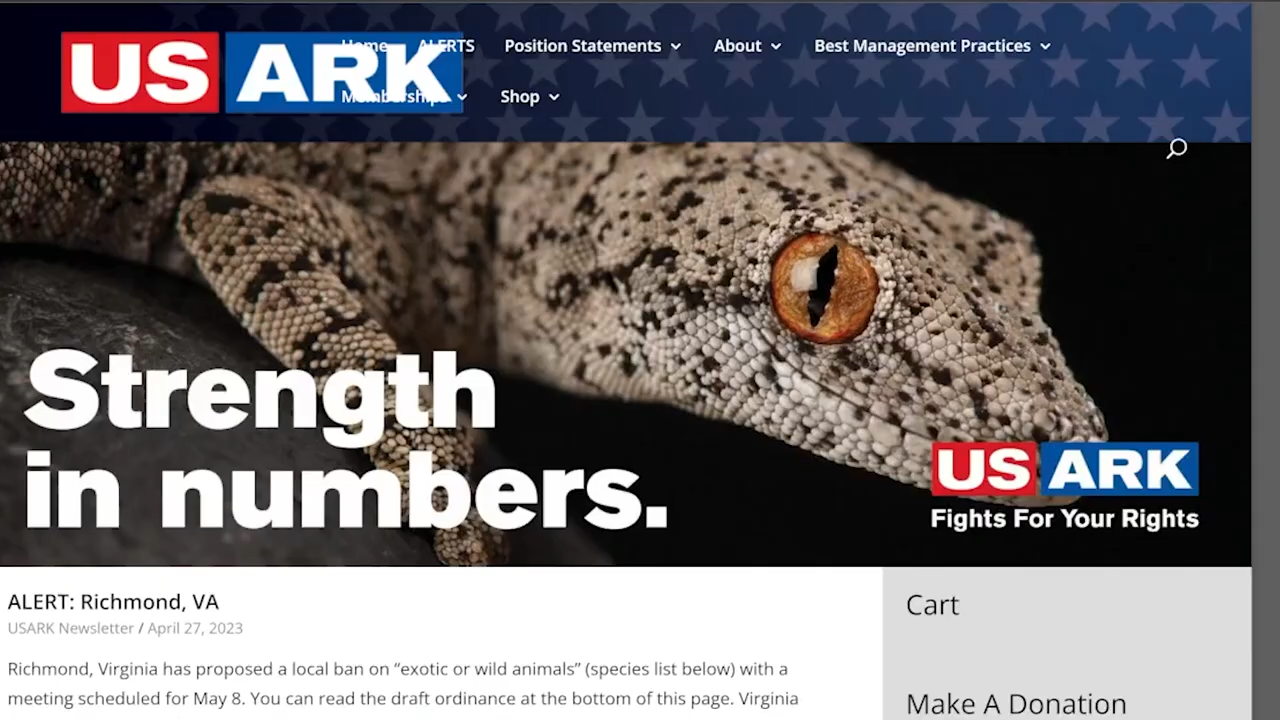 US ARK
Home ALERTS Position Statements About Best Management Practices
Memberships Shop
Strength
in numbers.
US ARK
Fights For Your Rights
ALERT: Richmond, VA
USARK Newsletter / April 27, 2023
Richmond, Virginia has proposed a local ban on “exotic or wild animals” (species list below) with a
meeting scheduled for May 8. You can read the draft ordinance at the bottom of this page. Virginia
Cart
Make A Donation